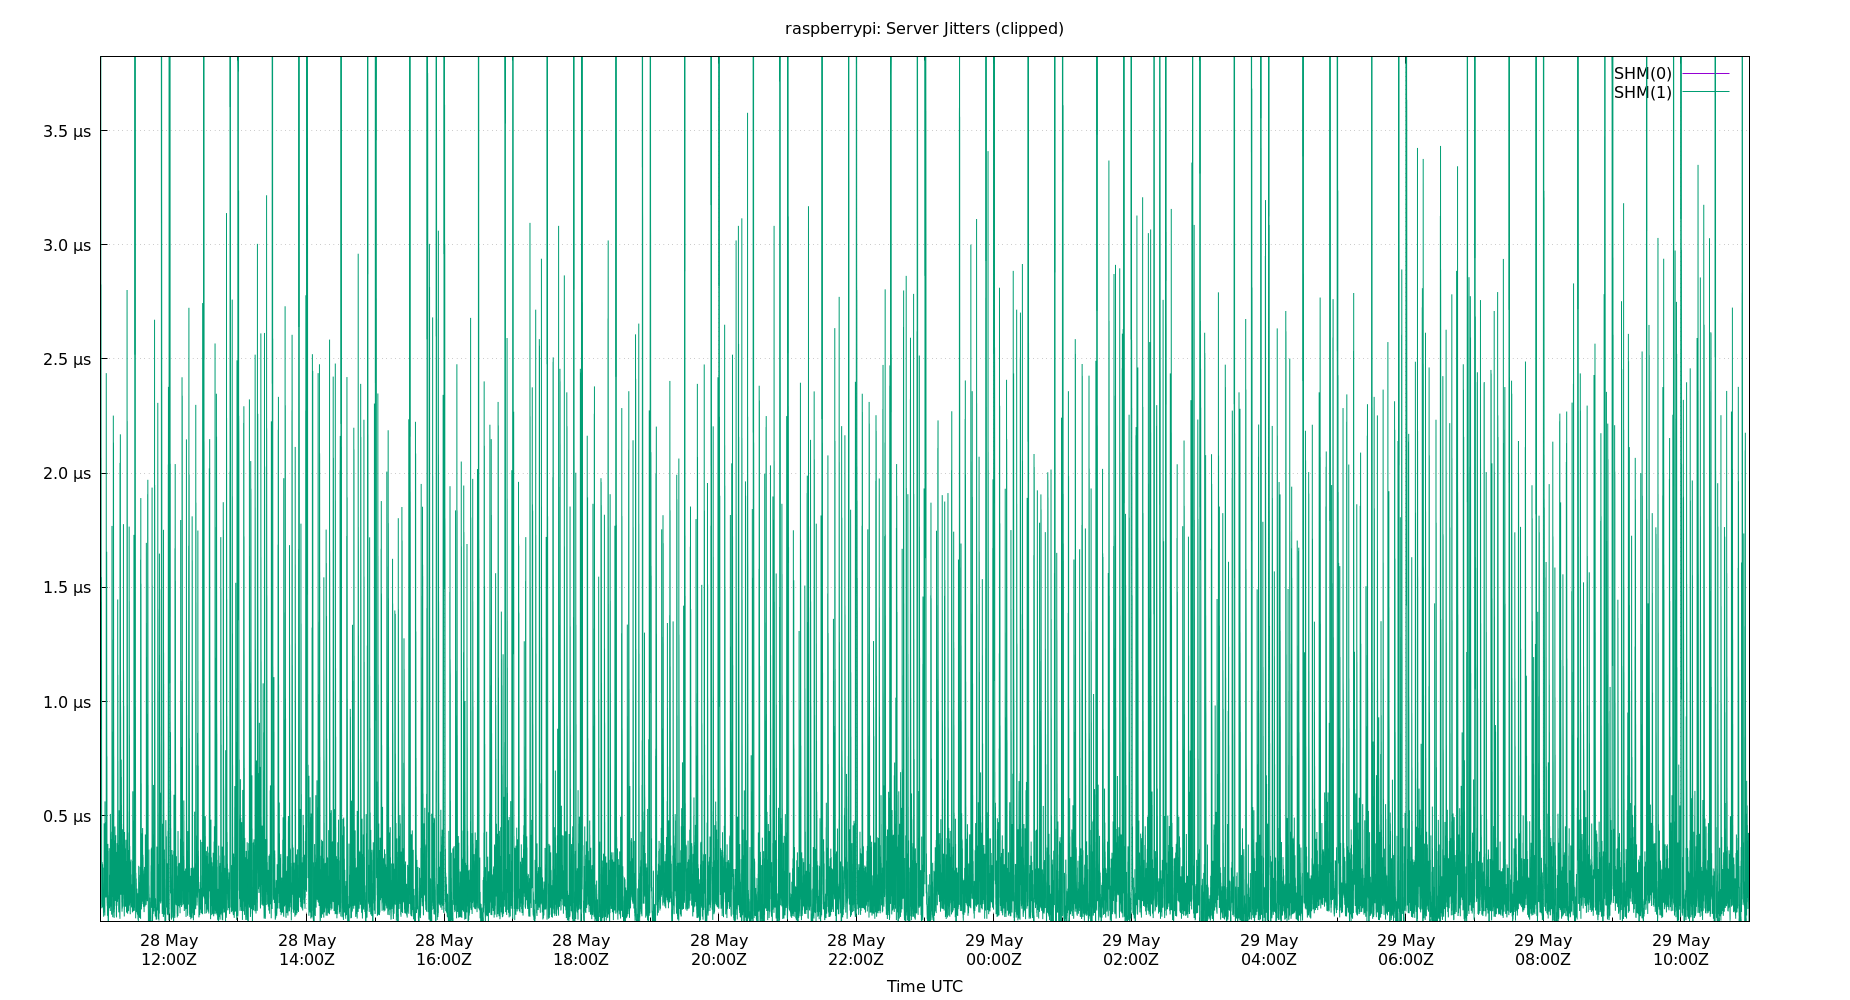 raspberrypi: Server Jitters (clipped)
SHM(0)
SHM(1)
3.5 µs
3.0 µs
2.5 µs
2.0 µs
1.5 µs
1.0 µs
0.5 µs
28 May 28 May 28 May 28 May 28 May 28 May 29 May 29 May 29 May 29 May 29 May 29 May
12:00Z 14:00Z 16:00Z 18:00Z 20:00Z 22:00Z 00:00Z 02:00Z 04:00Z 06:00Z 08:00Z 10:00Z
Time UTC